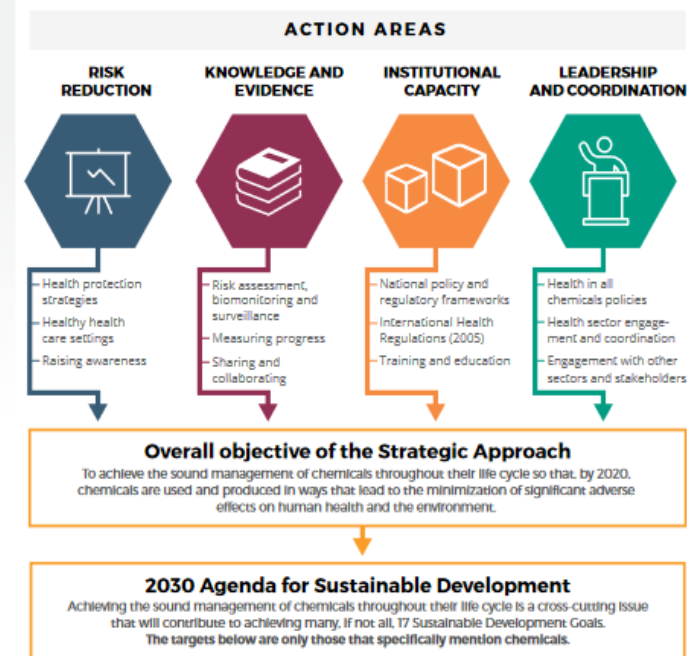 ACTION AREAS
RISK
REDUCTION
KNOWLEDGE AND
EVIDENCE
INSTITUTIONAL
CAPACITY
LEADERSHIP
AND COORDINATION
Health protection
strategies
Healthy health
care settings
Raising awareness
Risk assessment,
biomonitoring and
surveillance
Measuring progress
Sharing and
collaborating
National policy and
regulatory frameworks
International Health
Regulations (2005)
Training and education
Health in all
chemicals policies
Health sector engage-
ment and coordination
Engagement with other
sectors and stakeholders
Overall objective of the Strategic Approach
To achieve the sound management of chemicals throughout their life cycle so that, by 2020,
chemicals are used and produced in ways that lead to the minimization of significant adverse
effects on human health and the environment.
2030 Agenda for Sustainable Development
Achieving the sound management of chemicals throughout their life cycle is a cross-cutting issue
that will contribute to achieving many, if not all, 17 Sustainable Development Goals.
The targets below are only those that specifically mention chemicals.